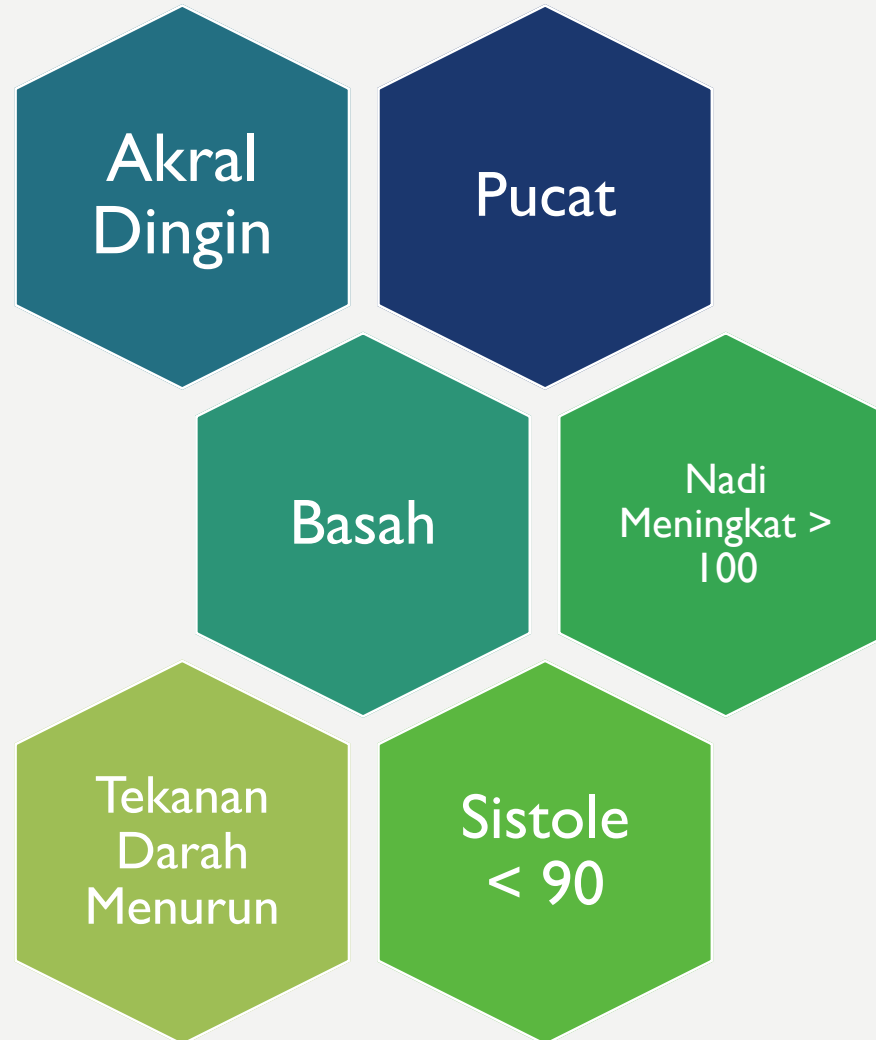 Akral
Dingin
Pucat
Basah
Nadi
Meningkat >
100
Tekanan
Darah
Menurun
Sistole
< 90